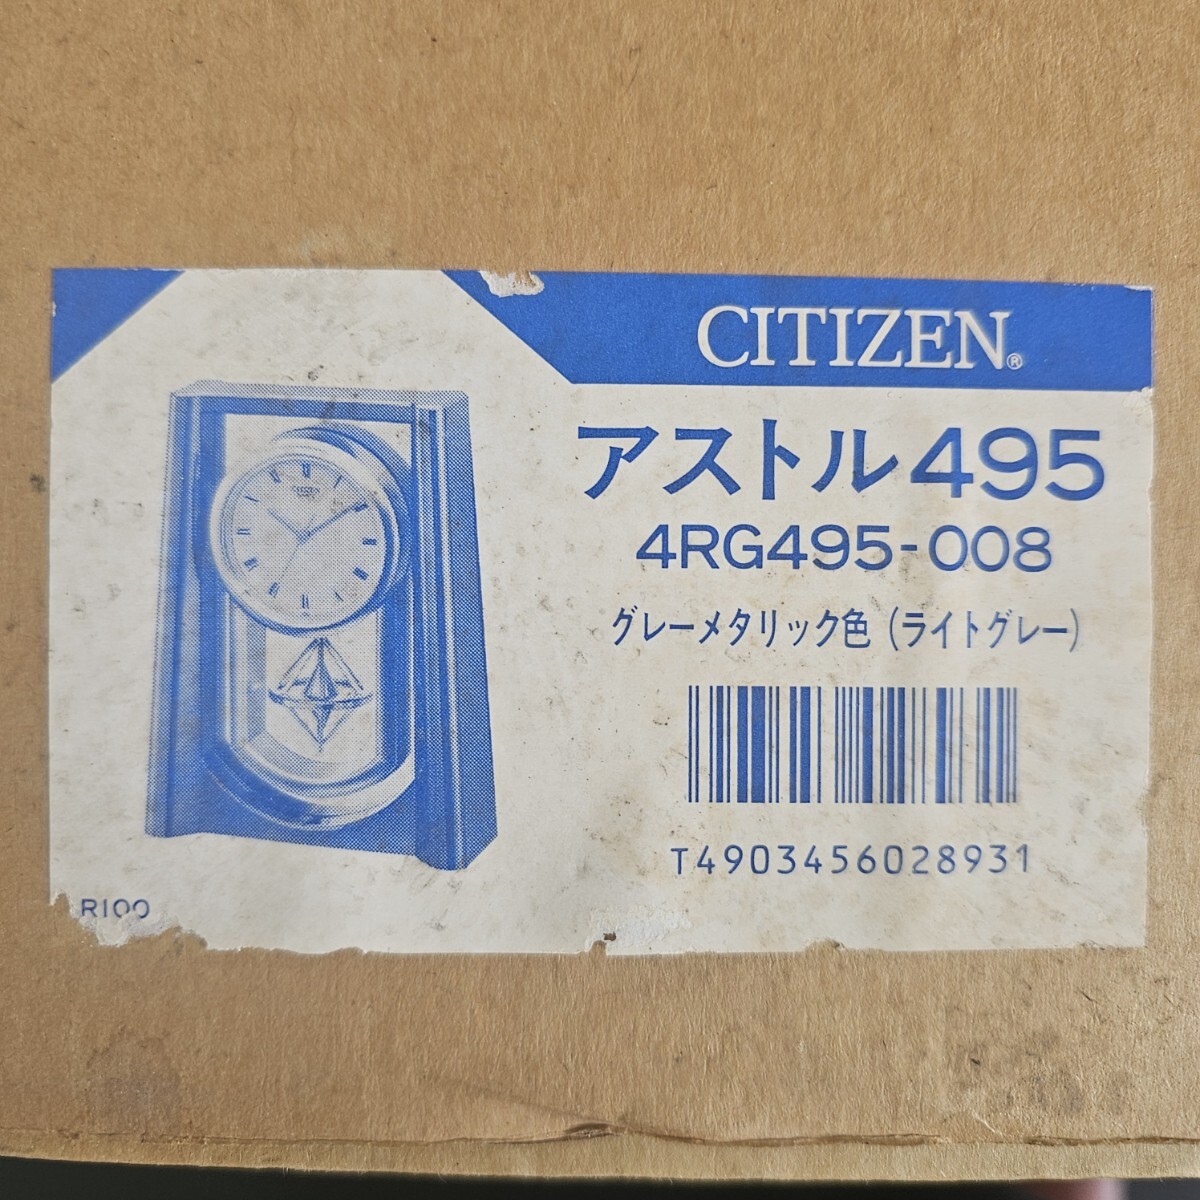 CITIZEN®
アストル495
4RG495-008
グレーメタリック色（ライトグレー）
T4903456028931
R100